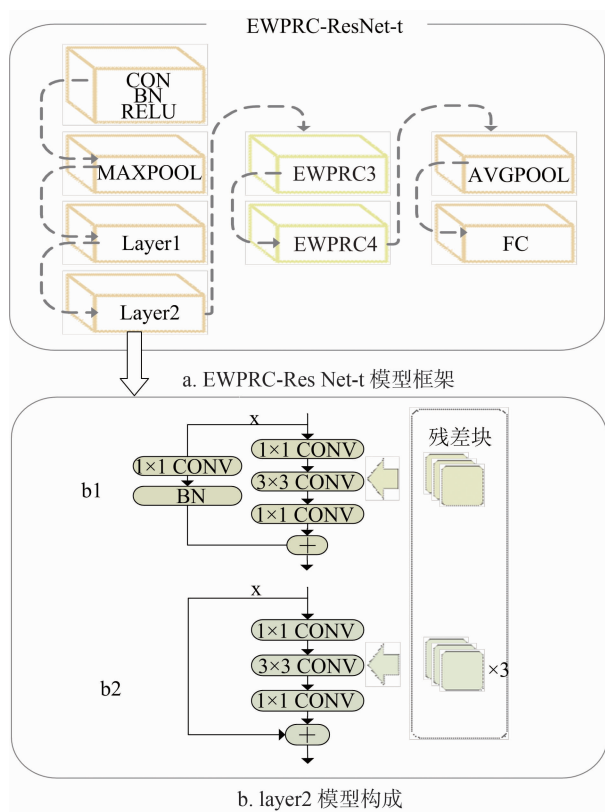 EWPRC-ResNet-t
CON
BN
RELU
MAXPOOL
Layer1
Layer2
EWPRC3
EWPRC4
AVGPOOL
FC
a. EWPRC-Res Net-t 模型框架
x
1×1 CONV
BN
1×1 CONV
3×3 CONV
1×1 CONV
+
b1
残差块
x
1×1 CONV
3×3 CONV
1×1 CONV
+
b2
×3
b. layer2 模型构成